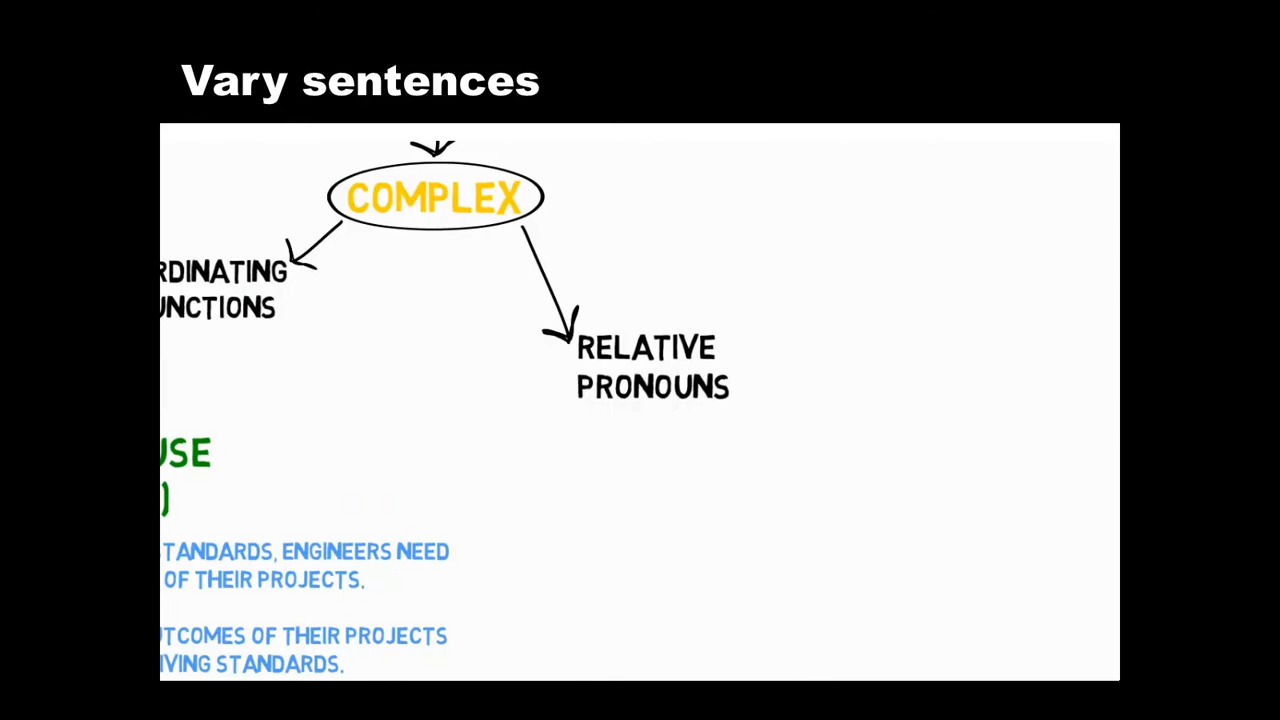 Vary sentences
COMPLEX
RDINATING
UNCTIONS
RELATIVE
PRONOUNS
USE
)
TANDARDS, ENGINEERS NEED
OF THEIR PROJECTS.
UTCOMES OF THEIR PROJECTS
IVING STANDARDS.